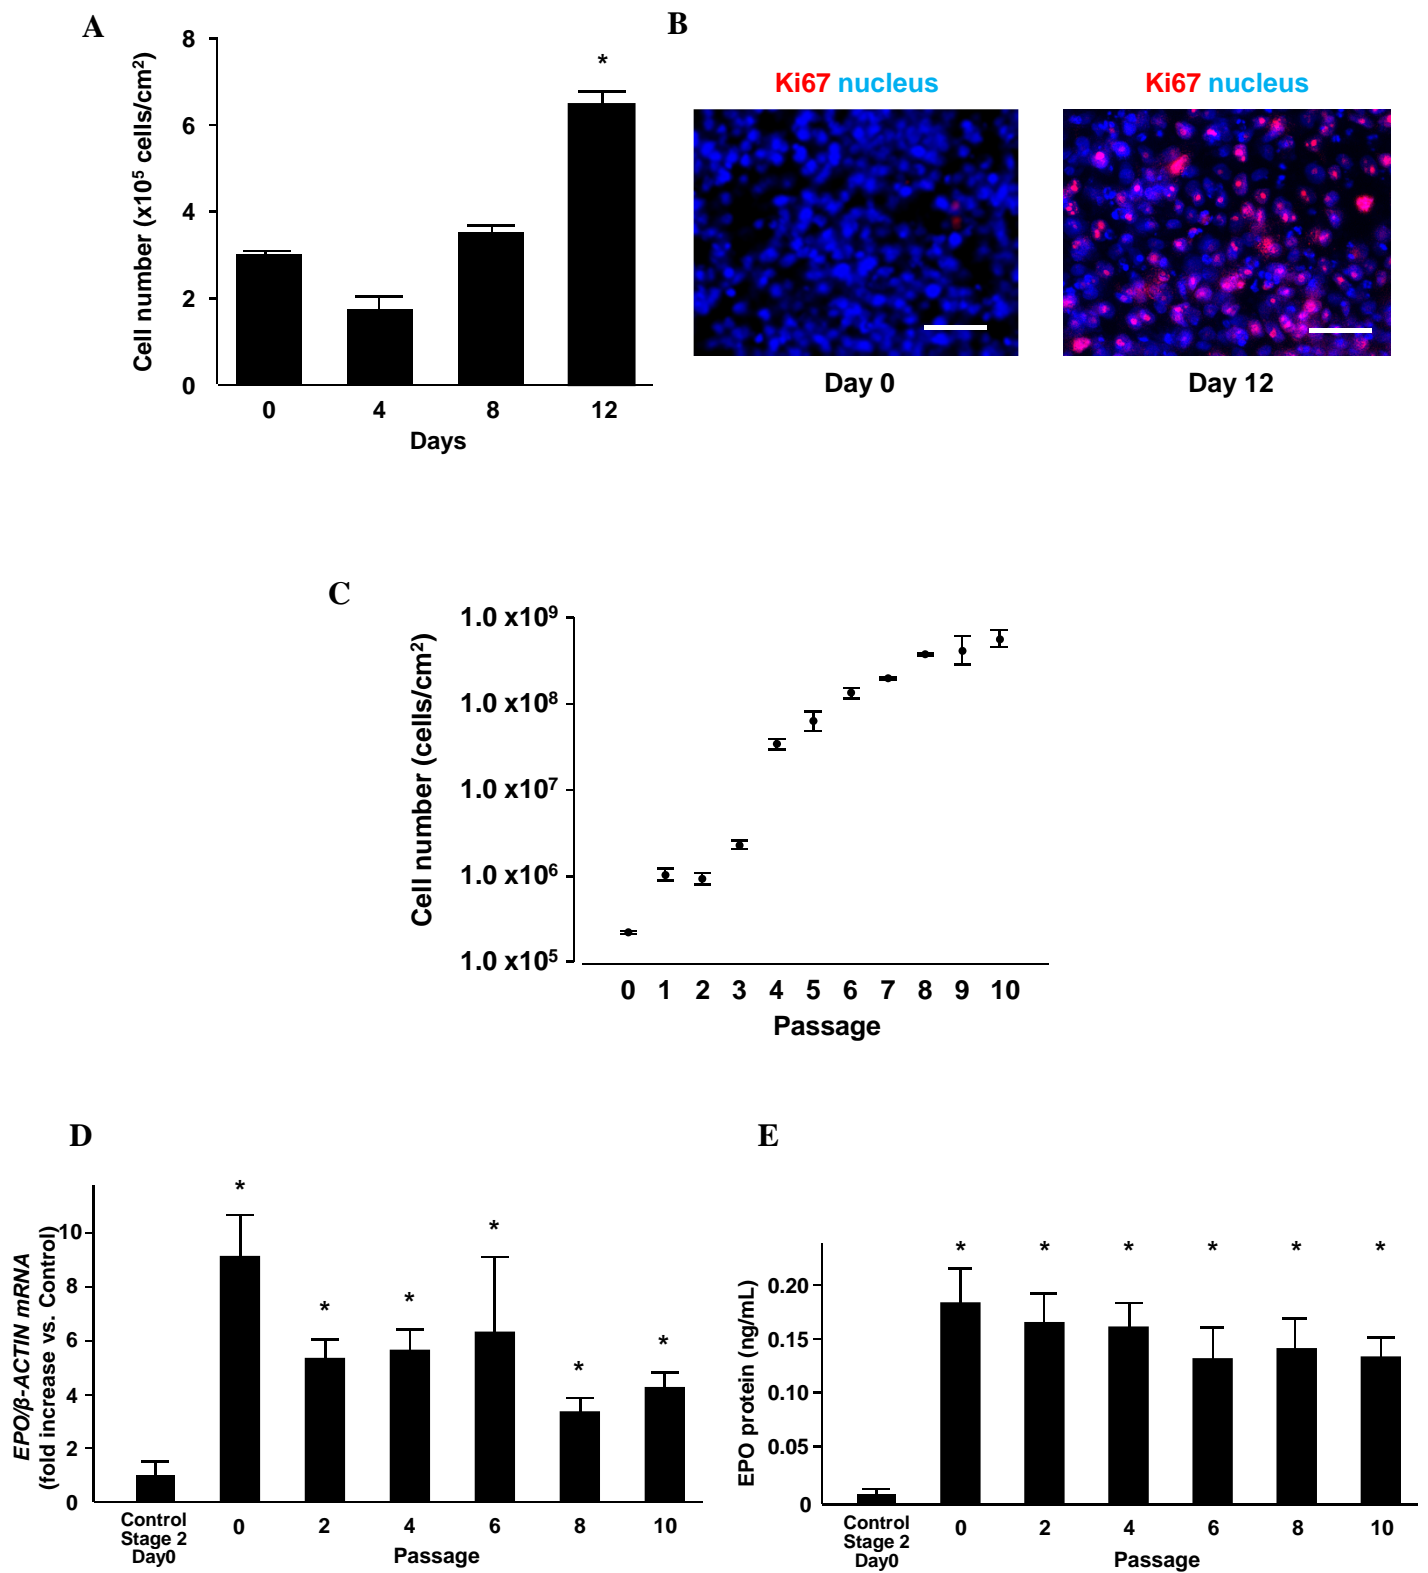 A
8
6
4
2
0
Cell number (x10⁵ cells/cm²)
*
0 4 8 12
Days
B
Ki67 nucleus
Ki67 nucleus
Day 0
Day 12
C
1.0 x10⁹
1.0 x10⁸
1.0 x10⁷
1.0 x10⁶
1.0 x10⁵
Cell number (cells/cm²)
0 1 2 3 4 5 6 7 8 9 10
Passage
D
10
8
6
4
2
0
EPO/β-ACTIN mRNA
(fold increase vs. Control)
* * * * * *
Control
Stage 2
Day0
0 2 4 6 8 10
Passage
E
0.20
0.15
0.10
0.05
0
EPO protein (ng/mL)
* * * * * *
Control
Stage 2
Day0
0 2 4 6 8 10
Passage